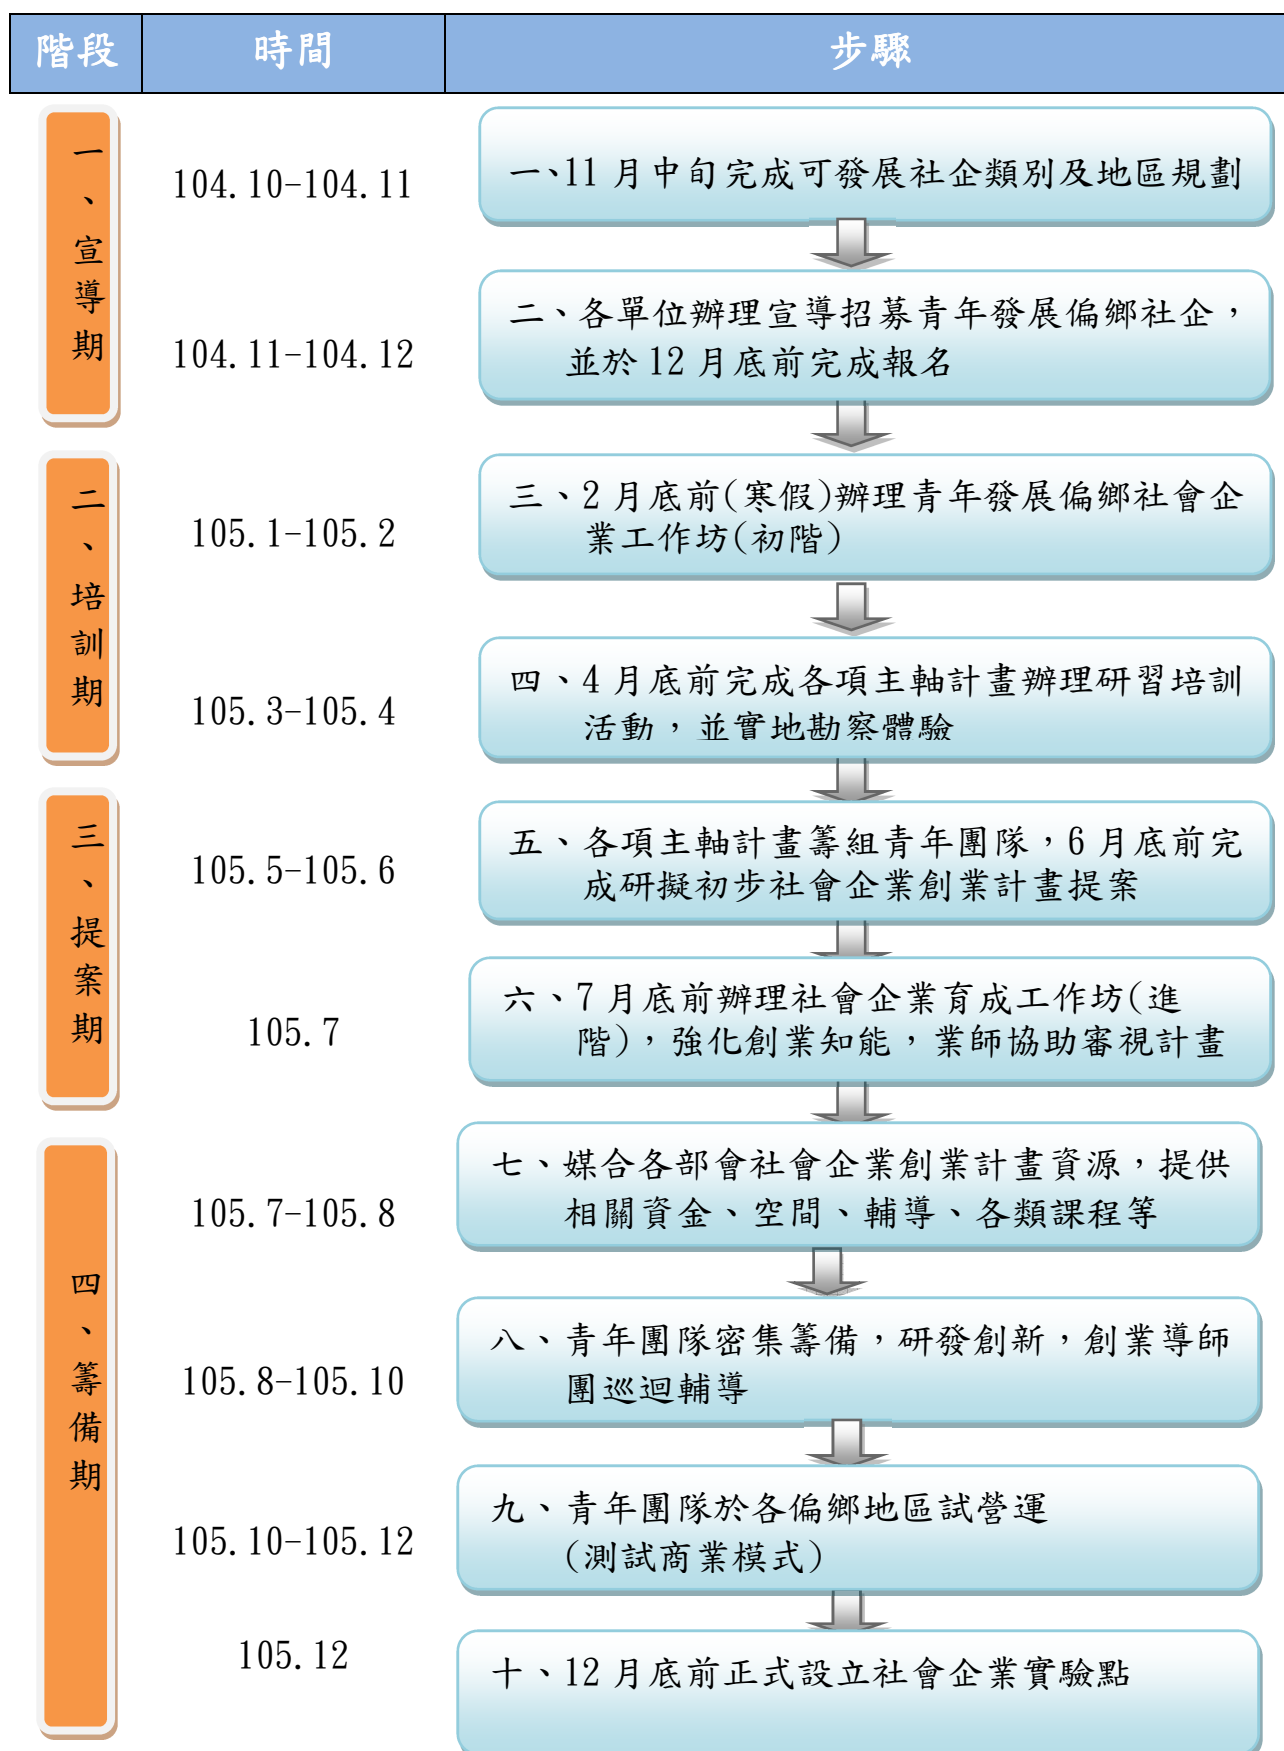 階段 時間 步驟
一、宣導期
104.10-104.11
一、11月中旬完成可發展社企類別及地區規劃
104.11-104.12
二、各單位辦理宣導招募青年發展偏鄉社企，
並於12月底前完成報名
二、培訓期
105.1-105.2
三、2月底前(寒假)辦理青年發展偏鄉社會企
業工作坊(初階)
105.3-105.4
四、4月底前完成各項主軸計畫辦理研習培訓
活動，並實地勘察體驗
三、提案期
105.5-105.6
五、各項主軸計畫籌組青年團隊，6月底前完
成研擬初步社會企業創業計畫提案
105.7
六、7月底前辦理社會企業育成工作坊(進
階)，強化創業知能，業師協助審視計畫
四、籌備期
105.7-105.8
七、媒合各部會社會企業創業計畫資源，提供
相關資金、空間、輔導、各類課程等
105.8-105.10
八、青年團隊密集籌備，研發創新，創業導師
團巡迴輔導
105.10-105.12
九、青年團隊於各偏鄉地區試營運
(測試商業模式)
105.12
十、12月底前正式設立社會企業實驗點